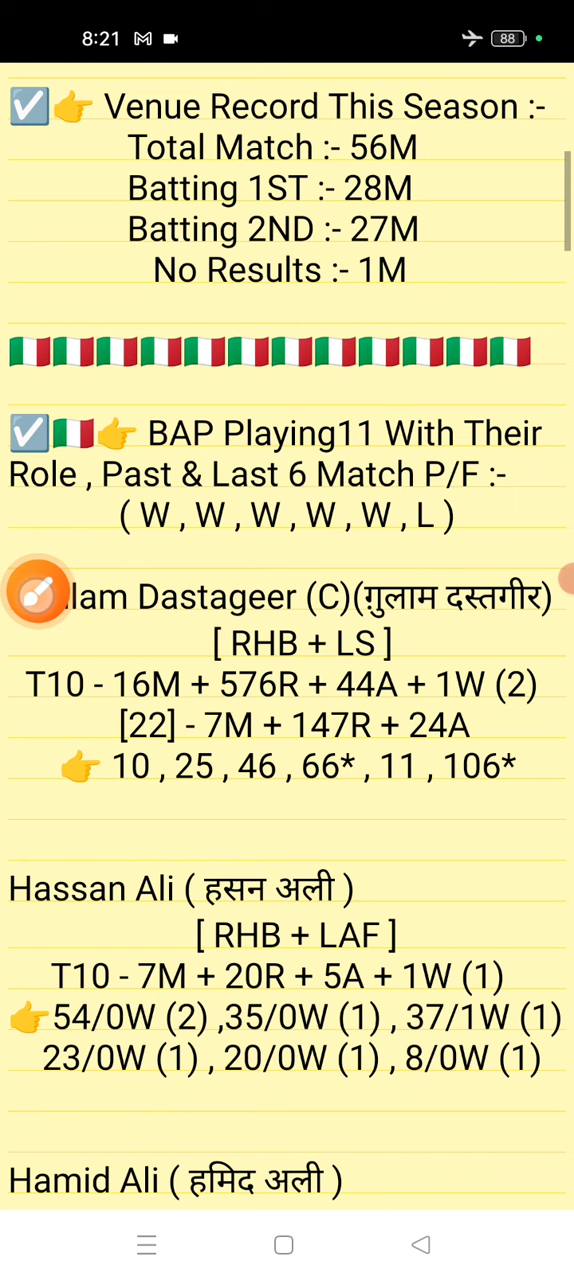 8:21
88
Venue Record This Season :-
Total Match :- 56M
Batting 1ST :- 28M
Batting 2ND :- 27M
No Results :- 1M
BAP Playing11 With Their
Role , Past & Last 6 Match P/F :-
( W , W , W , W , W , L )
Dastageer (C)(ग़ुलाम दस्तगीर)
[ RHB + LS ]
T10 - 16M + 576R + 44A + 1W (2)
[22] - 7M + 147R + 24A
10 , 25 , 46 , 66* , 11 , 106*
Hassan Ali ( हसन अली )
[ RHB + LAF ]
T10 - 7M + 20R + 5A + 1W (1)
54/0W (2) ,35/0W (1) , 37/1W (1)
23/0W (1) , 20/0W (1) , 8/0W (1)
Hamid Ali ( हमिद अली )